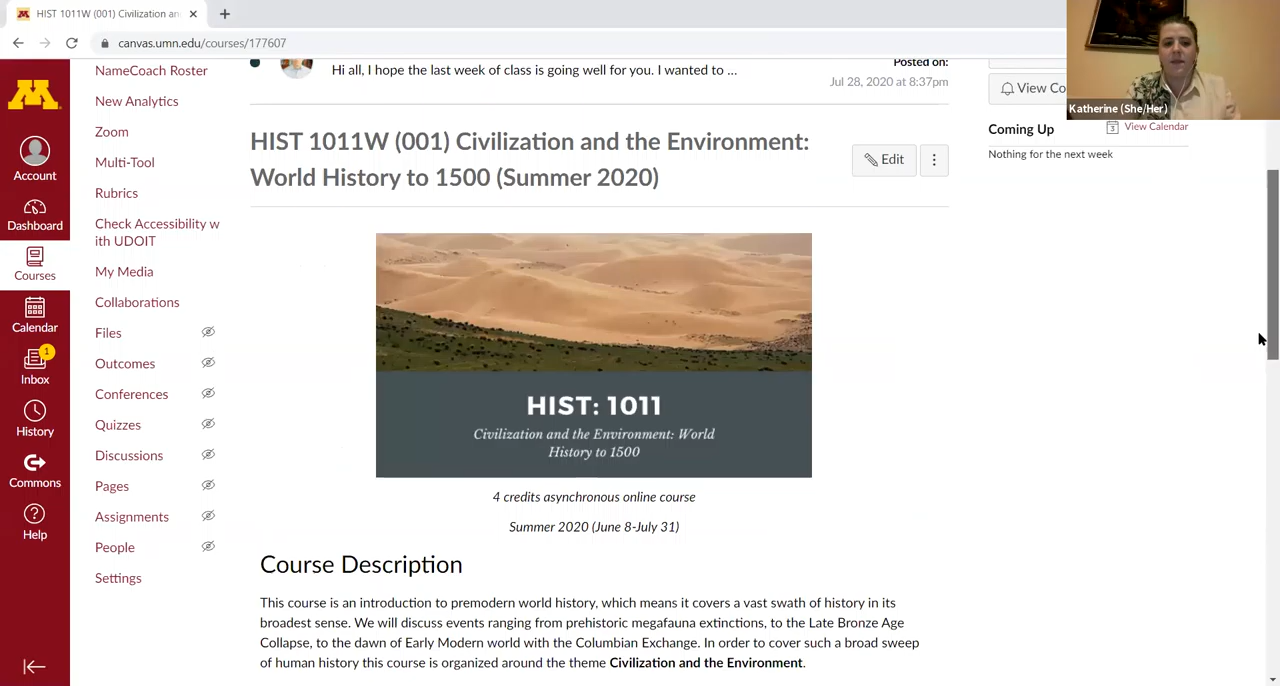 HIST 1011W (001) Civilization an
canvas.umn.edu/courses/177607
Account
Dashboard
Courses
Calendar
1
Inbox
History
Commons
Help
NameCoach Roster
New Analytics
Zoom
Multi-Tool
Rubrics
Check Accessibility w
ith UDOIT
My Media
Collaborations
Files
Outcomes
Conferences
Quizzes
Discussions
Pages
Assignments
People
Settings
Hi all, I hope the last week of class is going well for you. I wanted to ...
Posted on:
Jul 28, 2020 at 8:37pm
HIST 1011W (001) Civilization and the Environment:
World History to 1500 (Summer 2020)
Edit
HIST: 1011
Civilization and the Environment: World
History to 1500
4 credits asynchronous online course
Summer 2020 (June 8-July 31)
Course Description
This course is an introduction to premodern world history, which means it covers a vast swath of history in its
broadest sense. We will discuss events ranging from prehistoric megafauna extinctions, to the Late Bronze Age
Collapse, to the dawn of Early Modern world with the Columbian Exchange. In order to cover such a broad sweep
of human history this course is organized around the theme Civilization and the Environment.
View Co
Katherine (She/Her)
Coming Up
3
View Calendar
Nothing for the next week